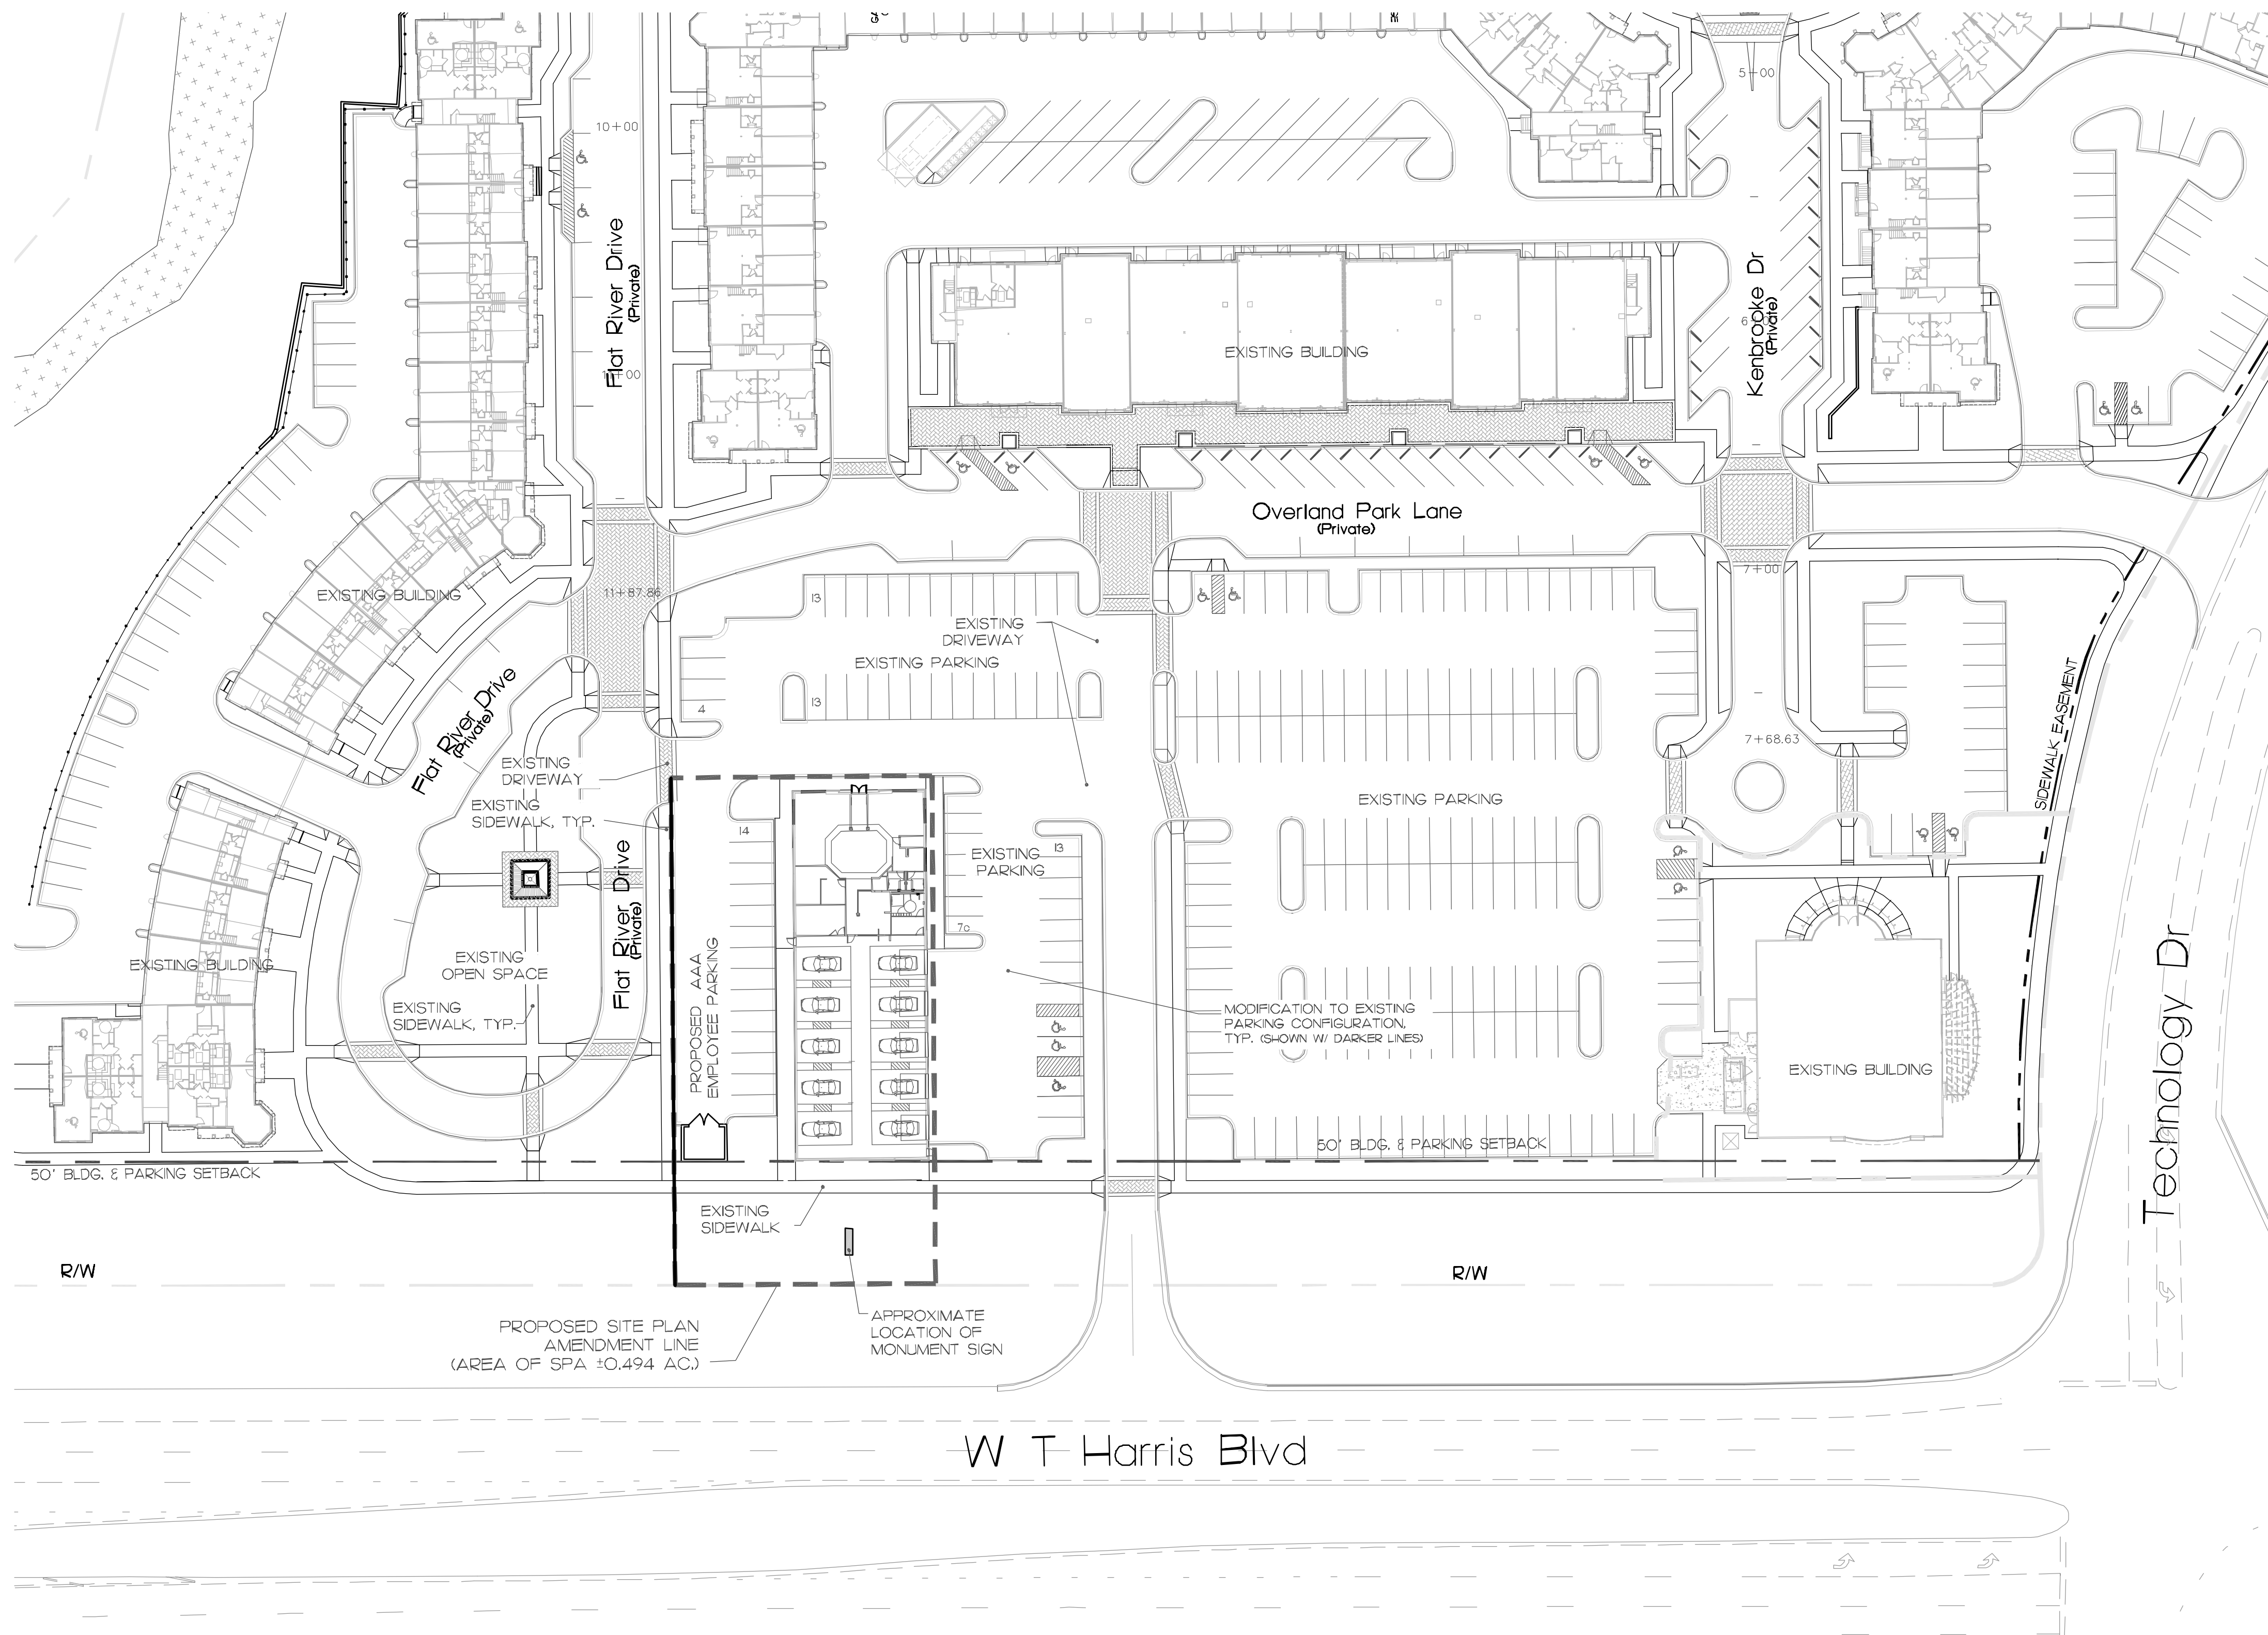 5+00
10+00
Flat River Drive
(Private)
11+00
Kenbrooke Dr
(Private)
EXISTING BUILDING
Overland Park Lane
(Private)
EXISTING BUILDING
11+87.86
7+00
13
EXISTING
DRIVEWAY
EXISTING PARKING
13
4
Flat River Drive
(Private)
SIDEWALK EASEMENT
7+68.63
EXISTING
DRIVEWAY
EXISTING
SIDEWALK, TYP.
14
EXISTING PARKING
13
EXISTING
PARKING
7c
Flat River Drive
(Private)
EXISTING BUILDING
EXISTING
OPEN SPACE
EXISTING
SIDEWALK, TYP.
PROPOSED AAA
EMPLOYEE PARKING
MODIFICATION TO EXISTING
PARKING CONFIGURATION,
TYP. (SHOWN W/ DARKER LINES)
EXISTING BUILDING
Technology Dr
50' BLDG. & PARKING SETBACK
50' BLDG. & PARKING SETBACK
EXISTING
SIDEWALK
R/W
R/W
PROPOSED SITE PLAN
AMENDMENT LINE
(AREA OF SPA ±0.494 AC.)
APPROXIMATE
LOCATION OF
MONUMENT SIGN
W T Harris Blvd